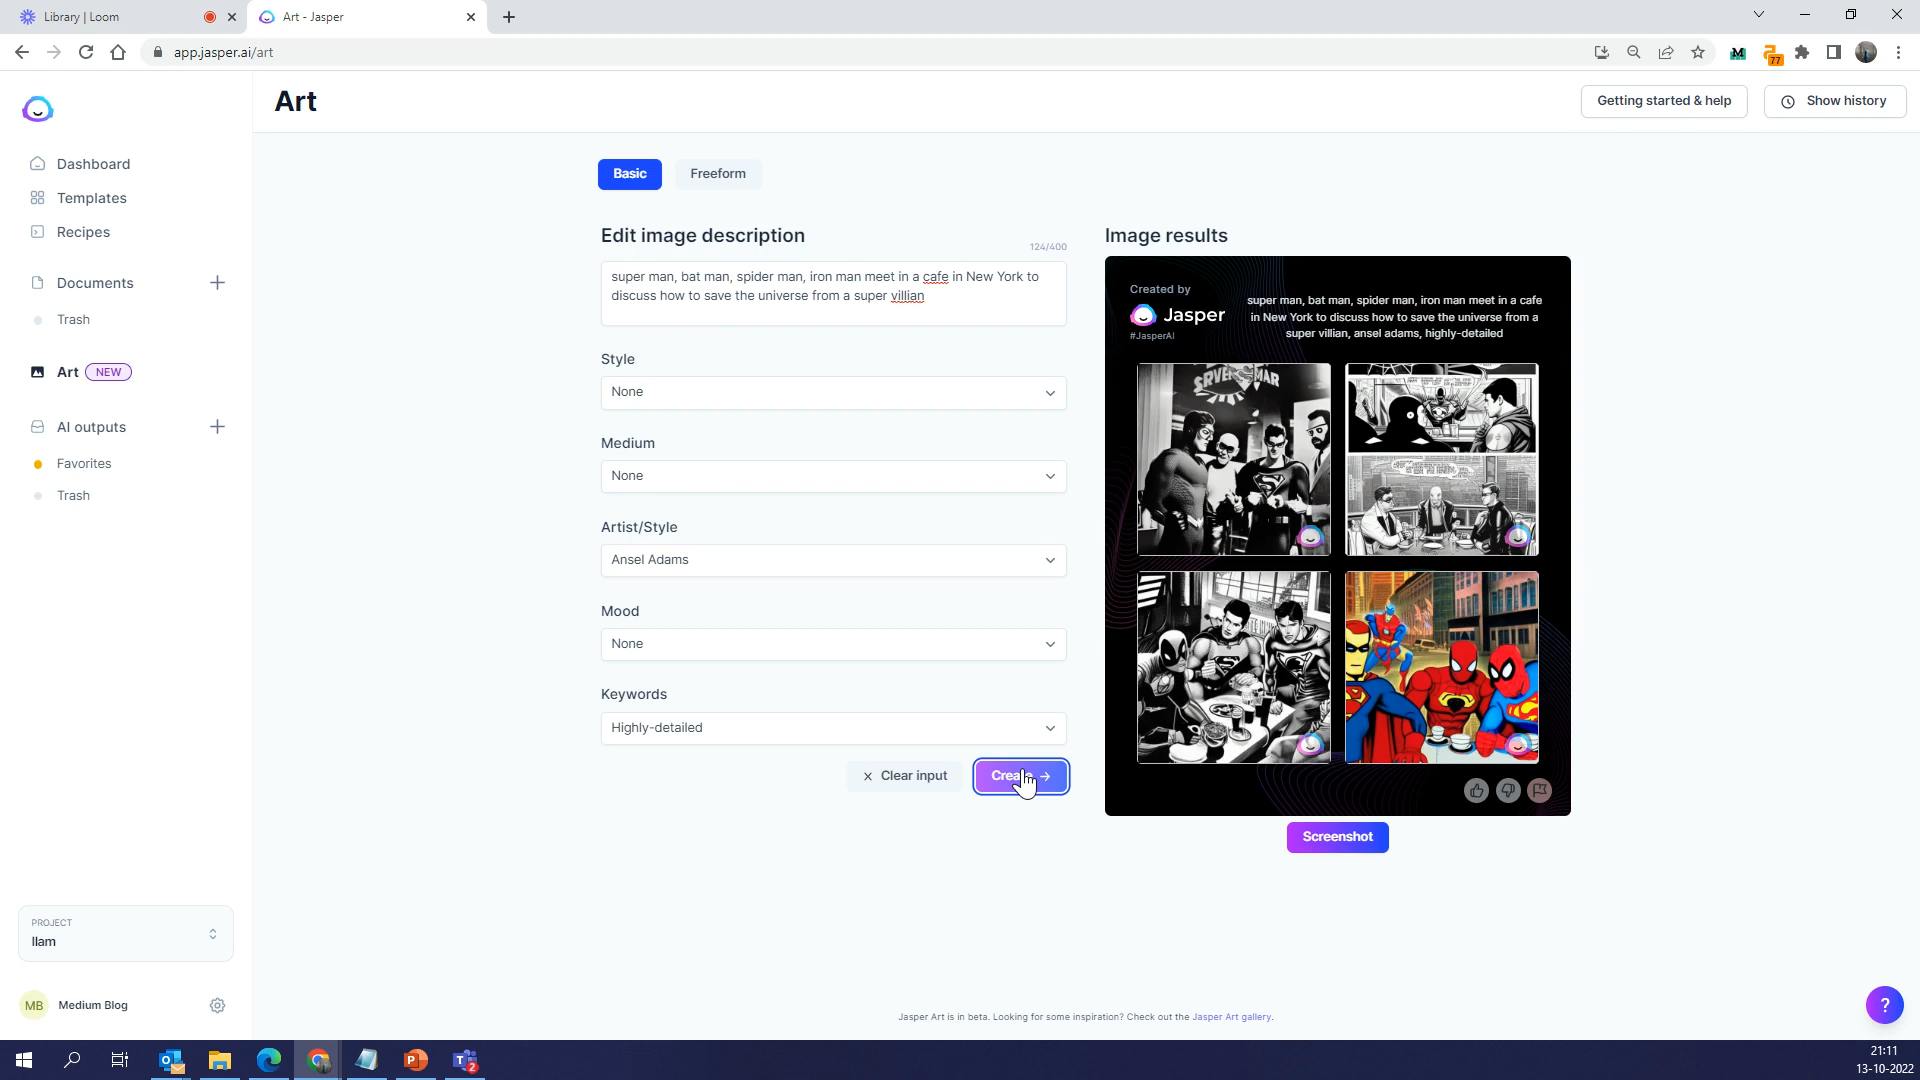 Library | Loom
Art - Jasper
app.jasper.ai/art
77
Art
Getting started & help
Show history
Dashboard
Templates
Recipes
Documents
Trash
Art NEW
AI outputs
Favorites
Trash
PROJECT
Ilam
MB Medium Blog
Basic
Freeform
Edit image description
124/400
super man, bat man, spider man, iron man meet in a cafe in New York to
discuss how to save the universe from a super villian
Style
None
Medium
None
Artist/Style
Ansel Adams
Mood
None
Keywords
Highly-detailed
Clear input
Create
Image results
Created by
Jasper
#JasperAI
super man, bat man, spider man, iron man meet in a cafe
in New York to discuss how to save the universe from a
super villian, ansel adams, highly-detailed
Screenshot
Jasper Art is in beta. Looking for some inspiration? Check out the Jasper Art gallery.
?
2
21:11
13-10-2022